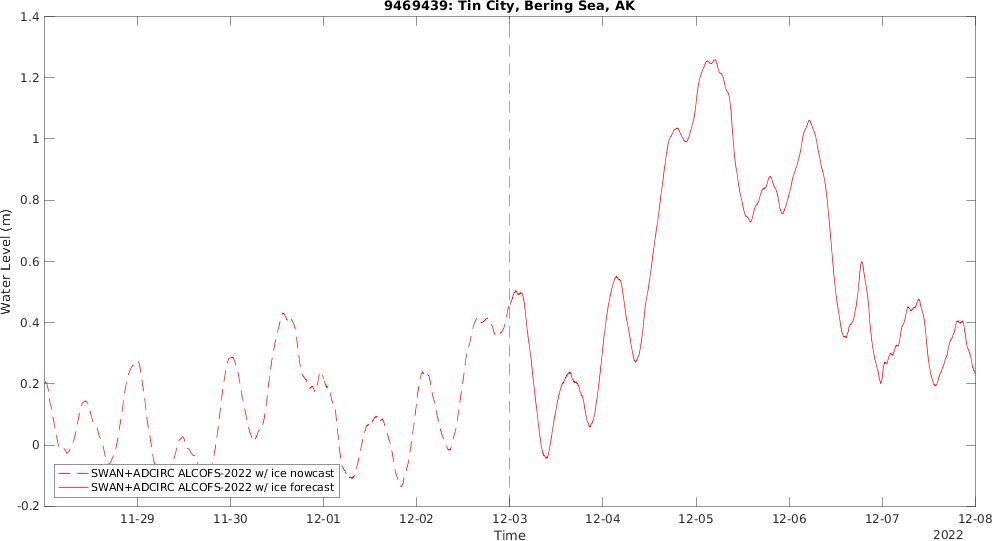 9469439: Tin City, Bering Sea, AK
1.4
1.2
1
0.8
0.6
0.4
0.2
0
-0.2
Water Level (m)
SWAN+ADCIRC ALCOFS-2022 w/ ice nowcast
SWAN+ADCIRC ALCOFS-2022 w/ ice forecast
11-29 11-30 12-01 12-02 12-03 12-04 12-05 12-06 12-07 12-08
Time
2022